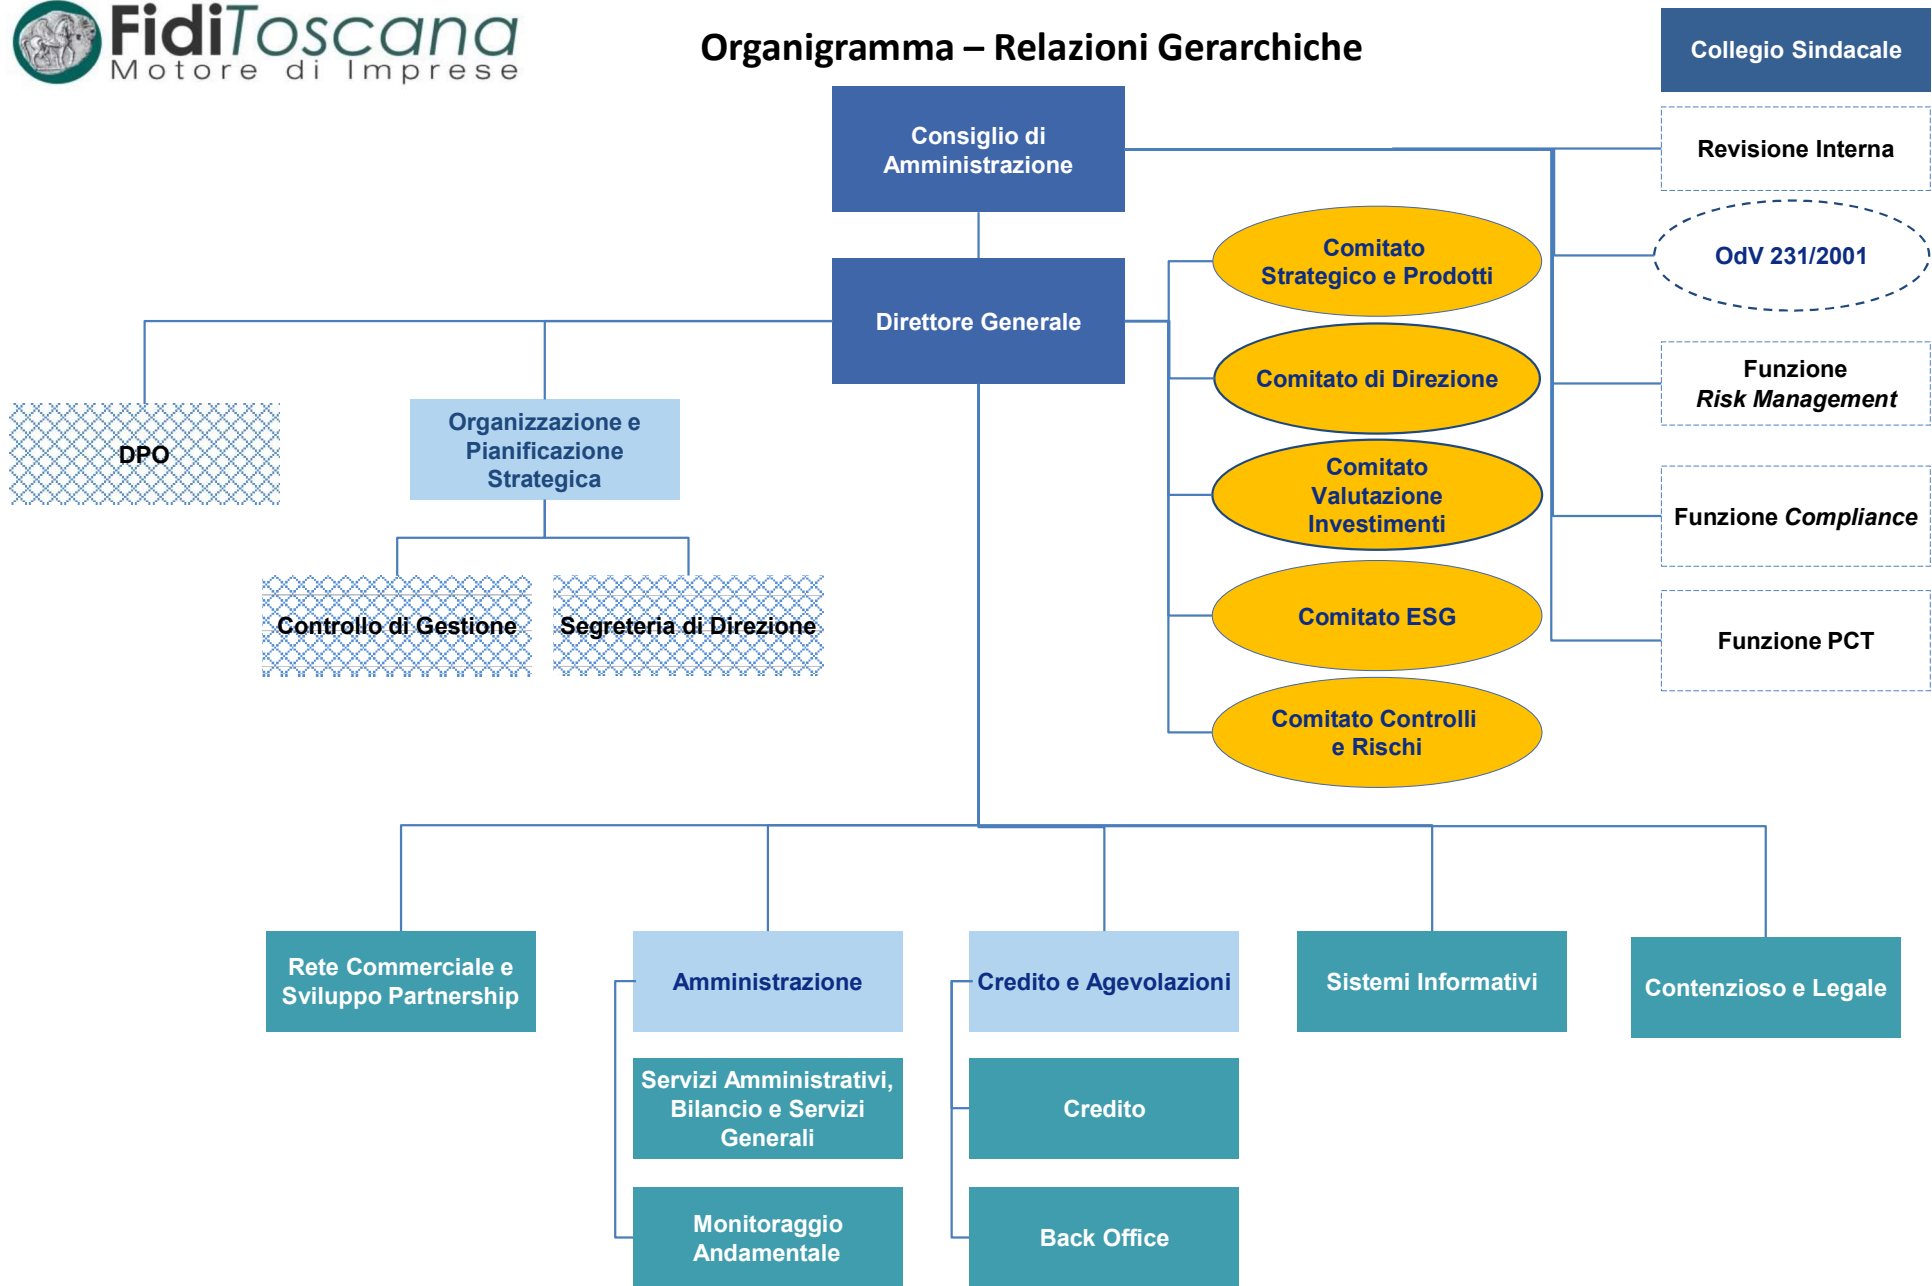 FidiToscana
Motore di Imprese
Organigramma – Relazioni Gerarchiche
Collegio Sindacale
Consiglio di
Amministrazione
Revisione Interna
OdV 231/2001
Comitato
Strategico e Prodotti
Direttore Generale
Comitato di Direzione
Funzione
Risk Management
DPO
Organizzazione e
Pianificazione
Strategica
Comitato
Valutazione
Investimenti
Funzione Compliance
Controllo di Gestione
Segreteria di Direzione
Comitato ESG
Funzione PCT
Comitato Controlli
e Rischi
Rete Commerciale e
Sviluppo Partnership
Amministrazione
Credito e Agevolazioni
Sistemi Informativi
Contenzioso e Legale
Servizi Amministrativi,
Bilancio e Servizi
Generali
Credito
Monitoraggio
Andamentale
Back Office